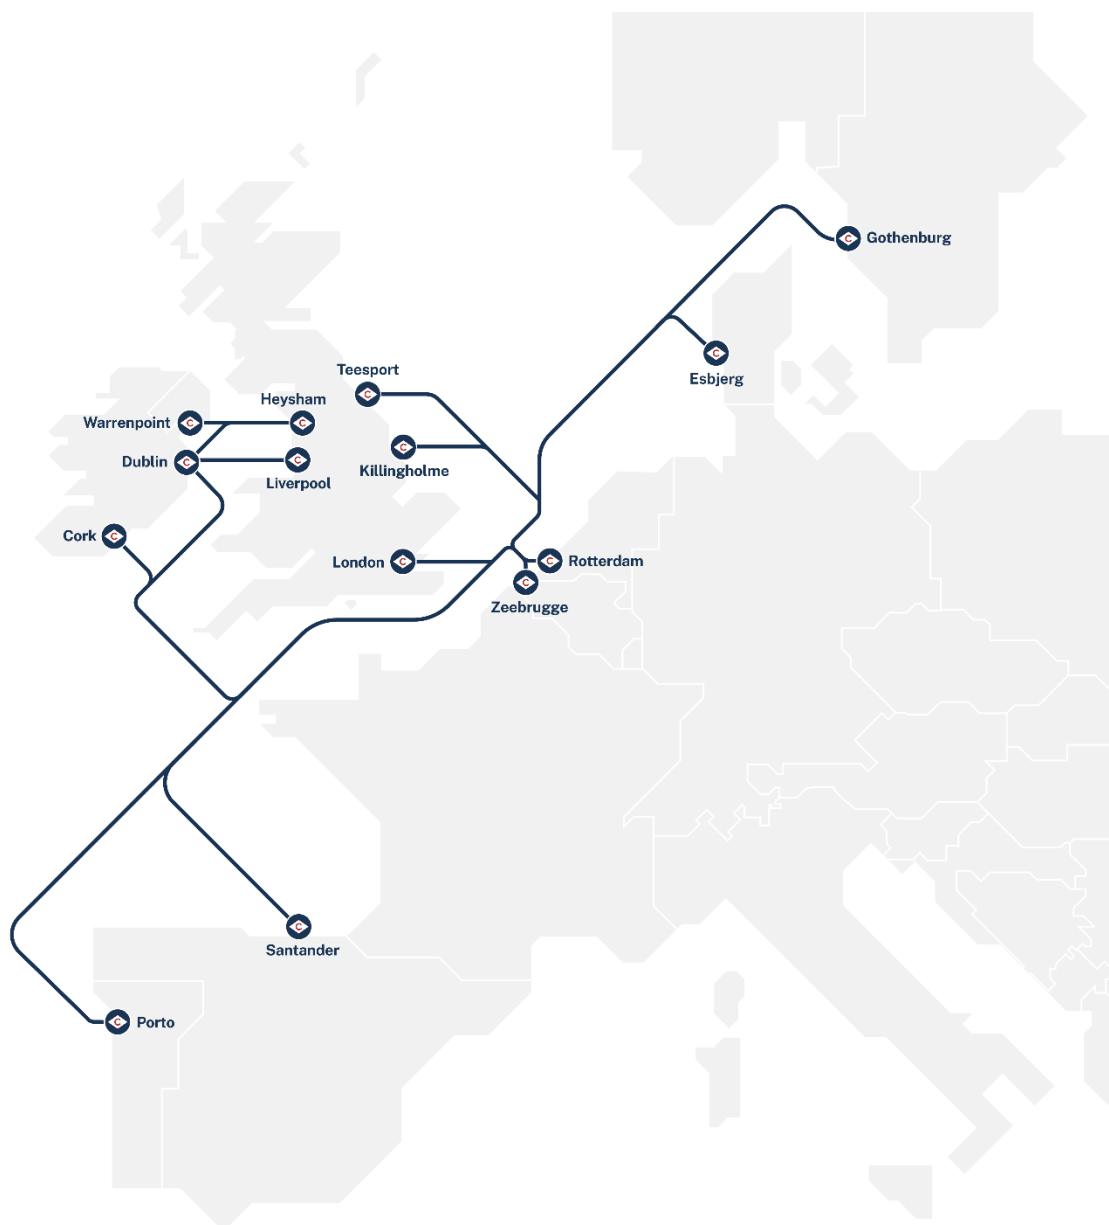 Gothenburg
Esbjerg
Teesport
Heysham
Warrenpoint
Killingholme
Dublin
Liverpool
Cork
London
Rotterdam
Zeebrugge
Santander
Porto
C
C
C
C
C
C
C
C
C
C
C
C
C
C